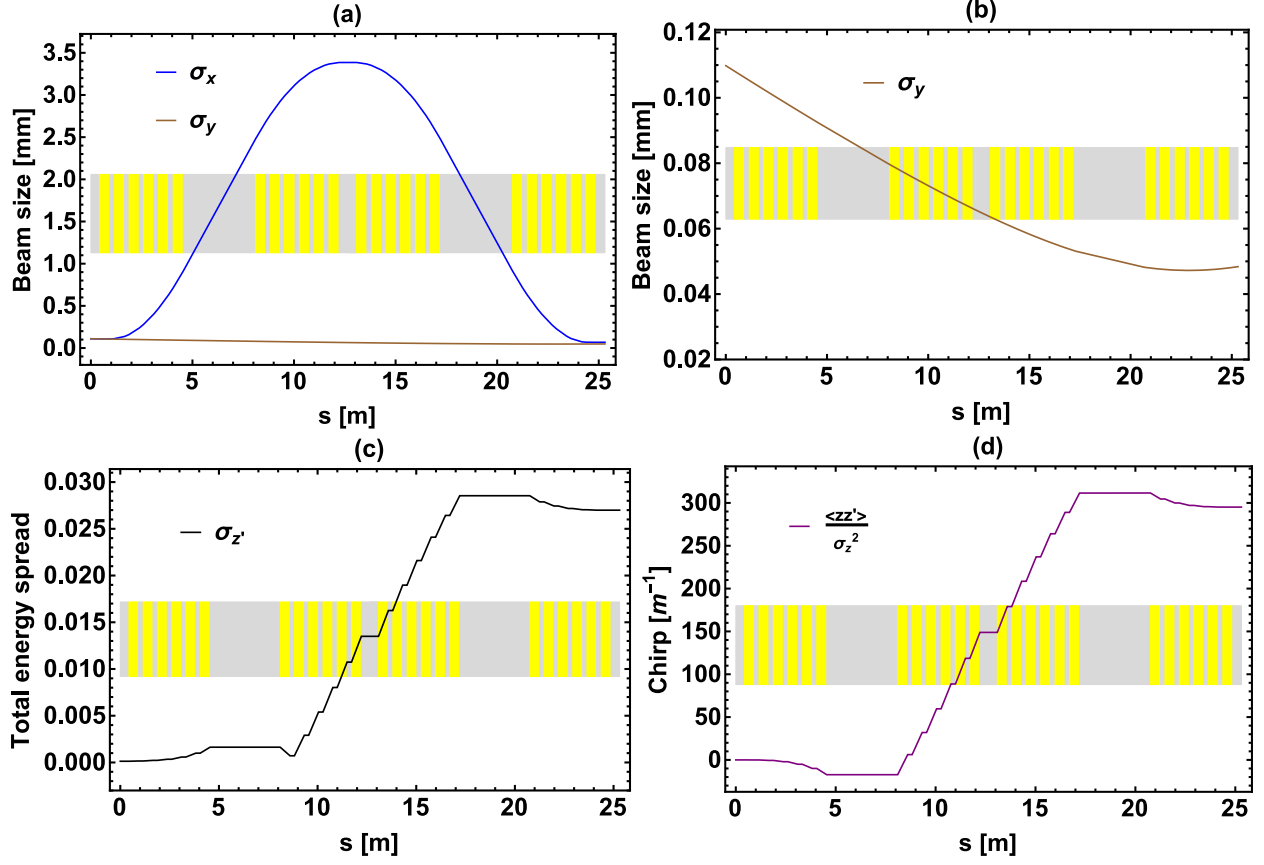 (a)
Beam size [mm]
3.5
3.0
2.5
2.0
1.5
1.0
0.5
0.0
σx
σy
0 5 10 15 20 25
s [m]
(b)
Beam size [mm]
0.12
0.10
0.08
0.06
0.04
0.02
σy
0 5 10 15 20 25
s [m]
(c)
Total energy spread
0.030
0.025
0.020
0.015
0.010
0.005
0.000
σz'
0 5 10 15 20 25
s [m]
(d)
Chirp [m⁻¹]
300
250
200
150
100
50
0
<zz'>
σz²
0 5 10 15 20 25
s [m]